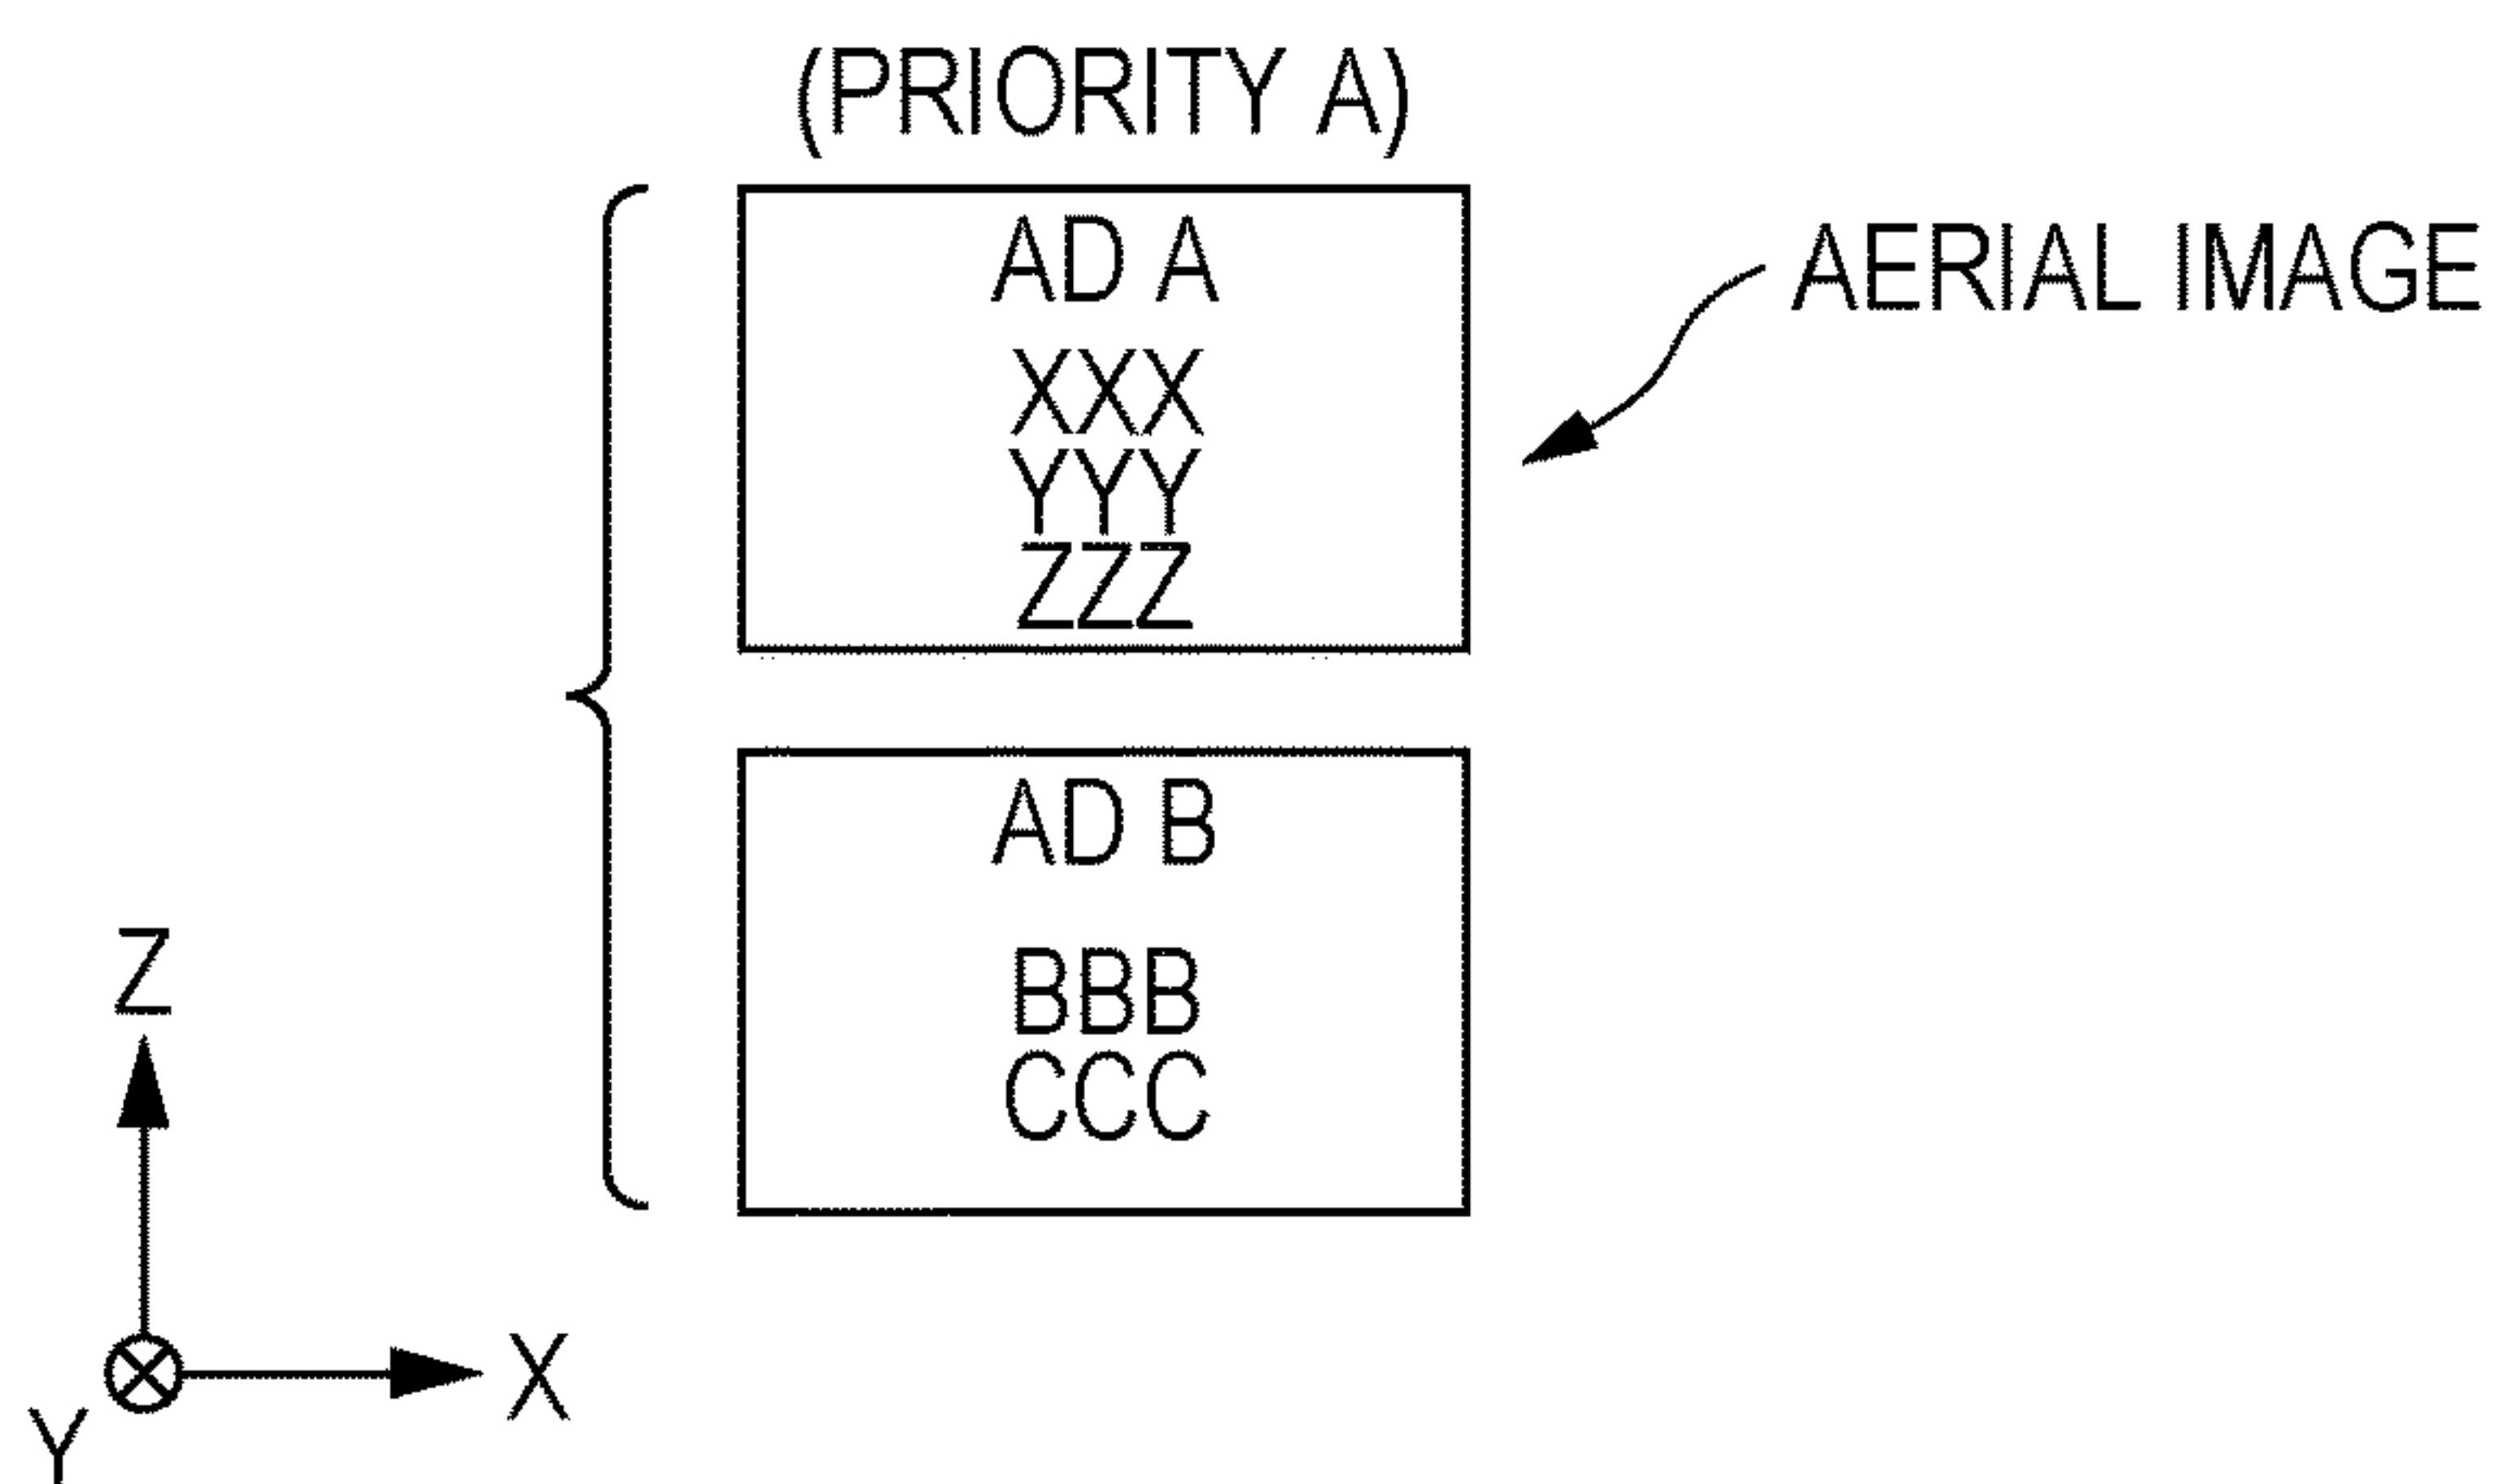 (PRIORITY A)
AD A
XXX
YYY
ZZZ
AERIAL IMAGE
AD B
BBB
CCC
Z
X
Y